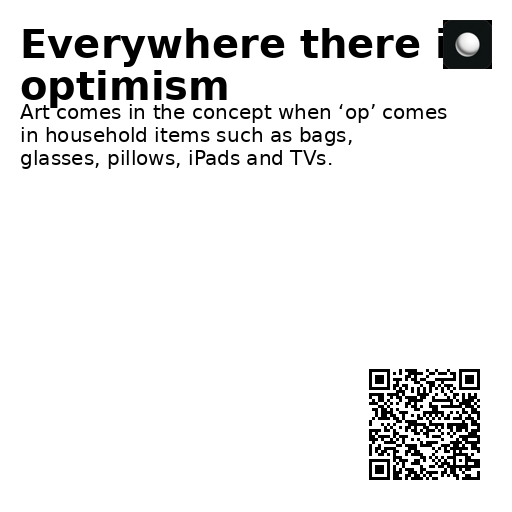 Everywhere there
optimism
Art comes in the concept when ‘op’ comes
in household items such as bags,
glasses, pillows, iPads and TVs.